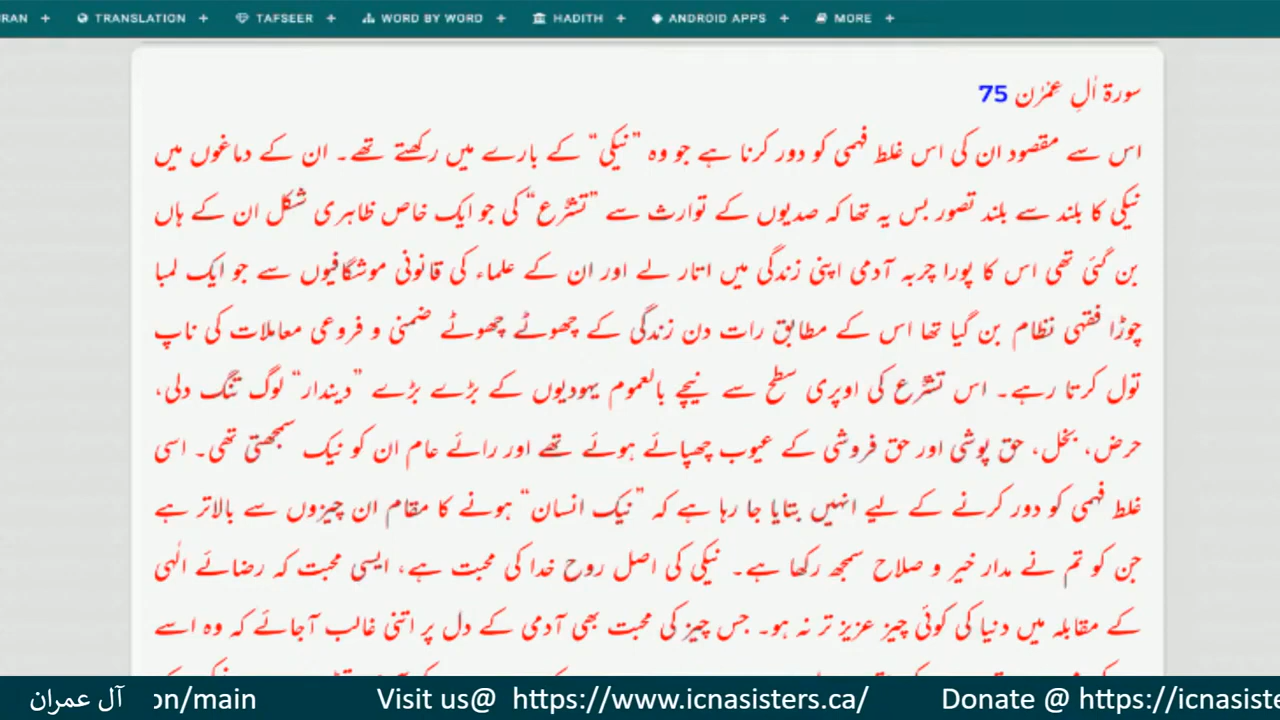 RAN + TRANSLATION + TAFSEER + WORD BY WORD + HADITH + ANDROID APPS + MORE +
سورة اٰلِ عِمْرٰن 75
اس سے مقصود ان کی اس غلط فہمی کو دور کرنا ہے جو وہ ”نیکی“ کے بارے میں رکھتے تھے۔ ان کے دماغوں میں
نیکی کا بلند سے بلند تصور بس یہ تھا کہ صدیوں کے توارث سے ”تشرُّع“ کی جو ایک خاص ظاہری شکل ان کے ہاں
بن گئی تھی اس کا پورا چربہ آدمی اپنی زندگی میں اتار لے اور ان کے علماء کی قانونی موشگافیوں سے جو ایک لمبا
چوڑا فقہی نظام بن گیا تھا اس کے مطابق رات دن زندگی کے چھوٹے چھوٹے ضمنی و فروعی معاملات کی ناپ
تول کرتا رہے۔ اس تشرُّع کی اوپری سطح سے نیچے بالعموم یہودیوں کے بڑے بڑے ”دیندار“ لوگ تنگ دلی،
حرض، بخل، حق پوشی اور حق فروشی کے عیوب چھپائے ہوئے تھے اور رائے عام ان کو نیک سمجھتی تھی۔ اسی
غلط فہمی کو دور کرنے کے لیے انہیں بتایا جا رہا ہے کہ ”نیک انسان“ ہونے کا مقام ان چیزوں سے بالاتر ہے
جن کو تم نے مدار خیر و صلاح سمجھ رکھا ہے۔ نیکی کی اصل روح خدا کی محبت ہے، ایسی محبت کہ رضائے الٰہی
کے مقابلہ میں دنیا کی کوئی چیز عزیز تر نہ ہو۔ جس چیز کی محبت بھی آدمی کے دل پر اتنی غالب آجائے کہ وہ اسے
آل عمران on/main Visit us@ https://www.icnasisters.ca/ Donate @ https://icnasiste